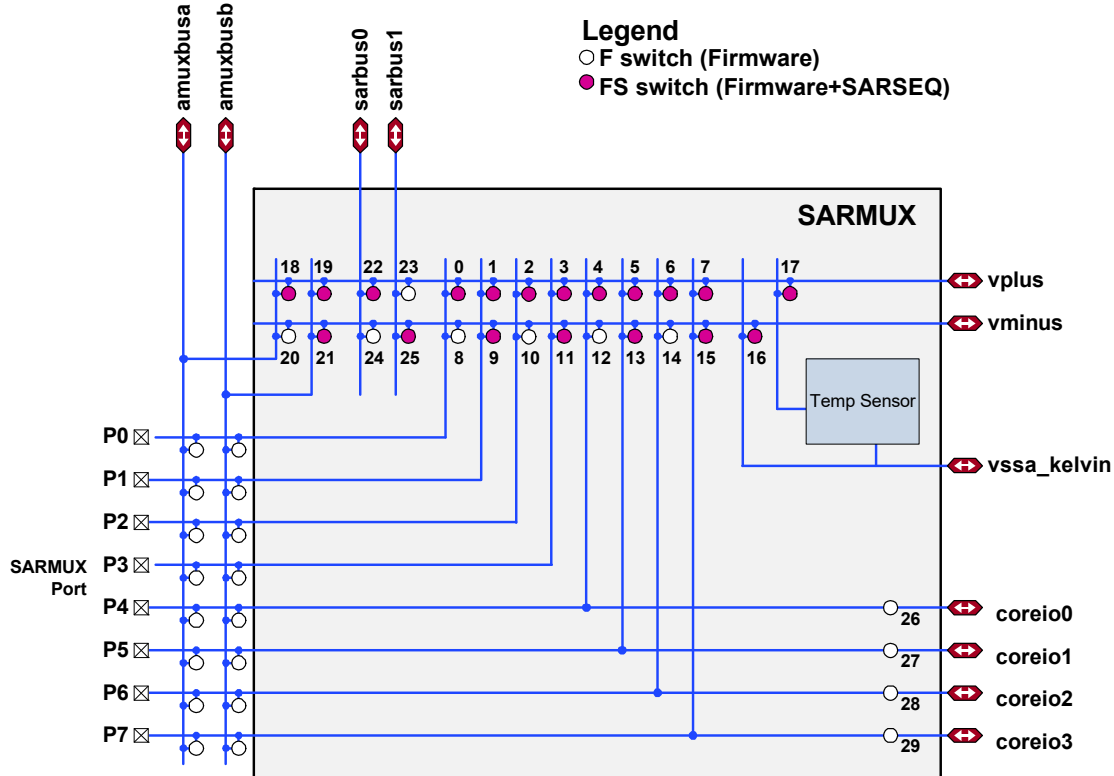 amuxbusa
amuxbusb
sarbus0
sarbus1
Legend
F switch (Firmware)
FS switch (Firmware+SARSEQ)
SARMUX
18 19 22 23 0 1 2 3 4 5 6 7 17
vplus
vminus
20 21 24 25 8 9 10 11 12 13 14 15 16
Temp Sensor
P0
vssa_kelvin
P1
P2
P3
SARMUX
Port
P4
26
coreio0
P5
27
coreio1
P6
28
coreio2
P7
29
coreio3